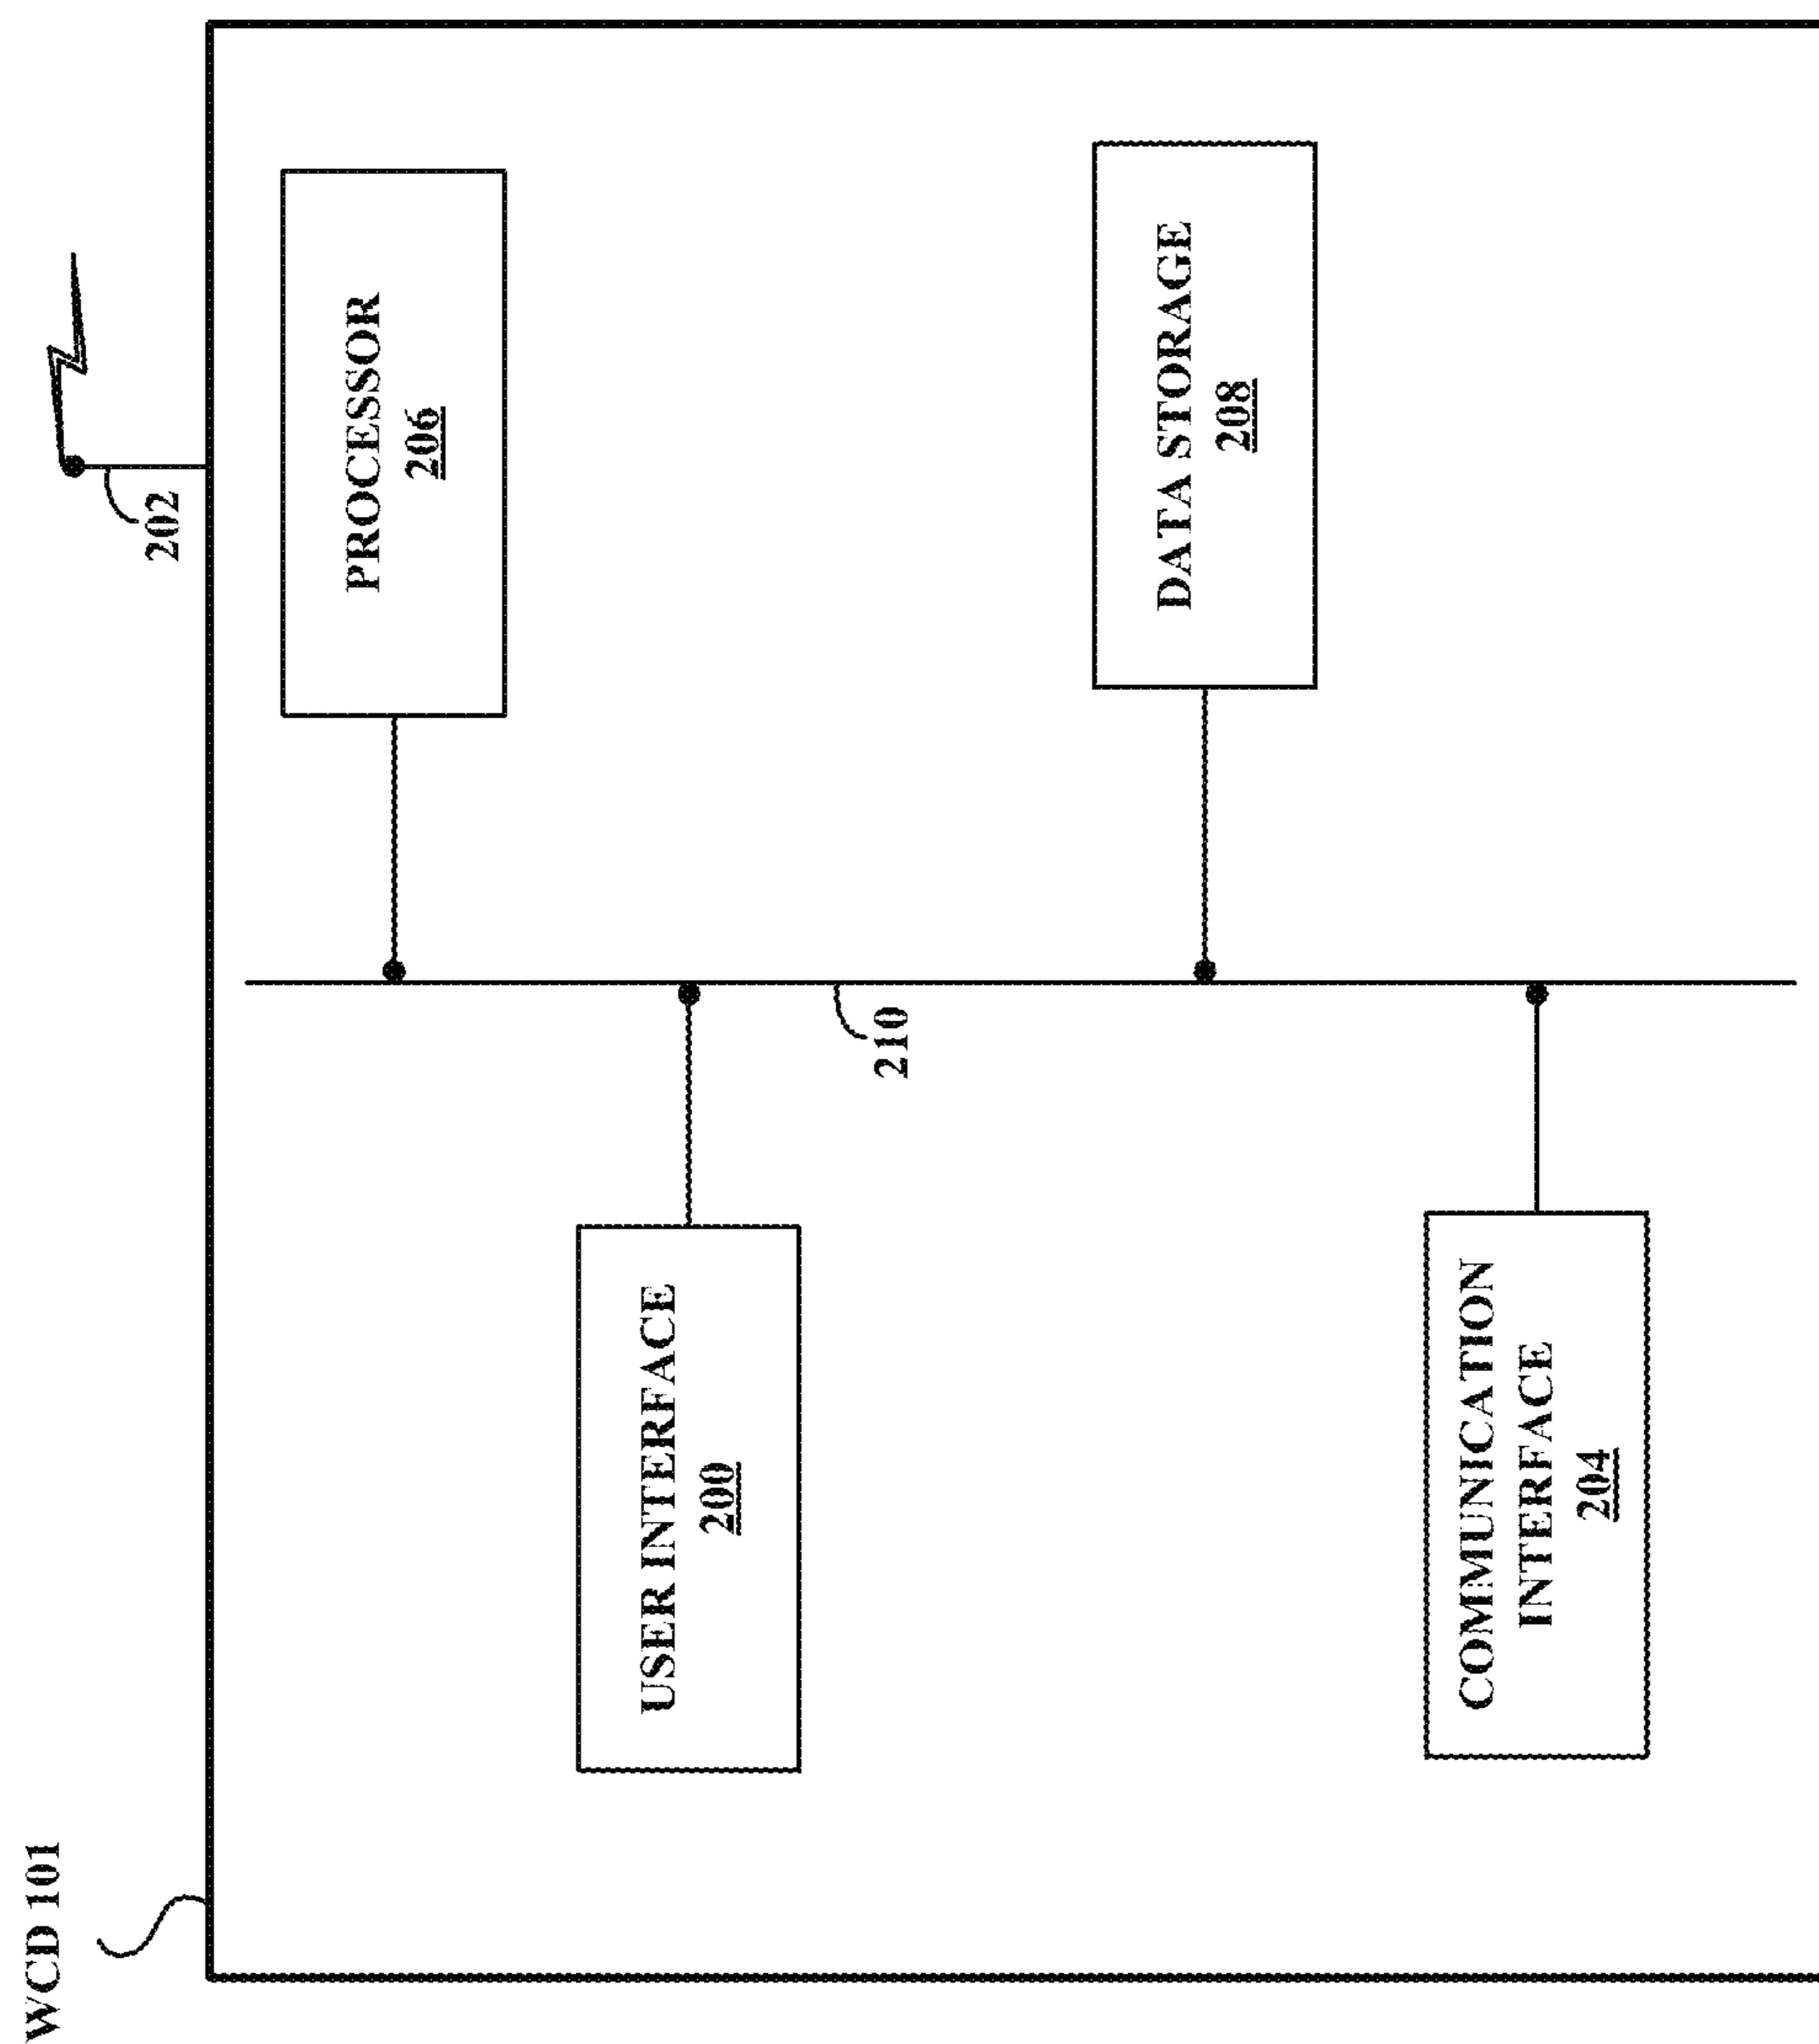 WCD 101
202
PROCESSOR
206
USER INTERFACE
200
210
DATA STORAGE
208
COMMUNICATION
INTERFACE
204